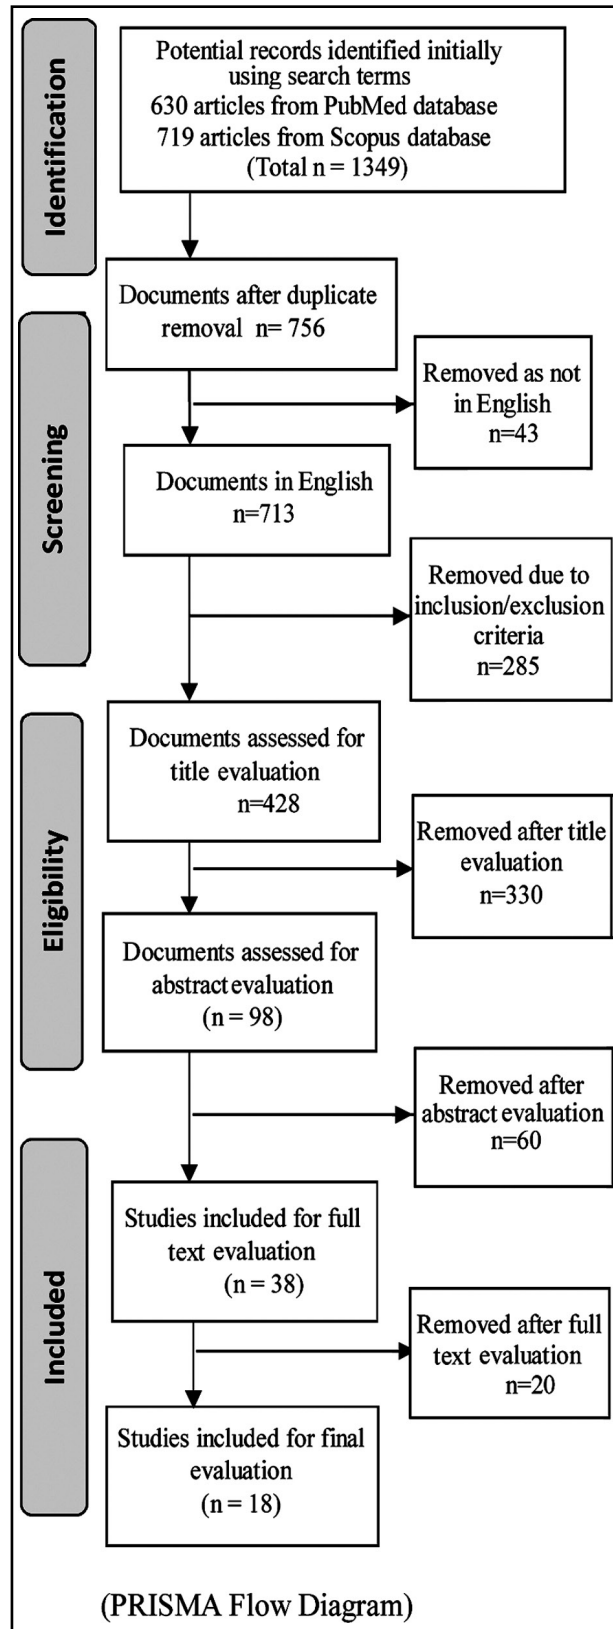 Identification
Potential records identified initially
using search terms
630 articles from PubMed database
719 articles from Scopus database
(Total n = 1349)
Screening
Documents after duplicate
removal n= 756
Removed as not
in English
n=43
Documents in English
n=713
Removed due to
inclusion/exclusion
criteria
n=285
Eligibility
Documents assessed for
title evaluation
n=428
Removed after title
evaluation
n=330
Documents assessed for
abstract evaluation
(n = 98)
Removed after
abstract evaluation
n=60
Included
Studies included for full
text evaluation
(n = 38)
Removed after full
text evaluation
n=20
Studies included for final
evaluation
(n = 18)
(PRISMA Flow Diagram)